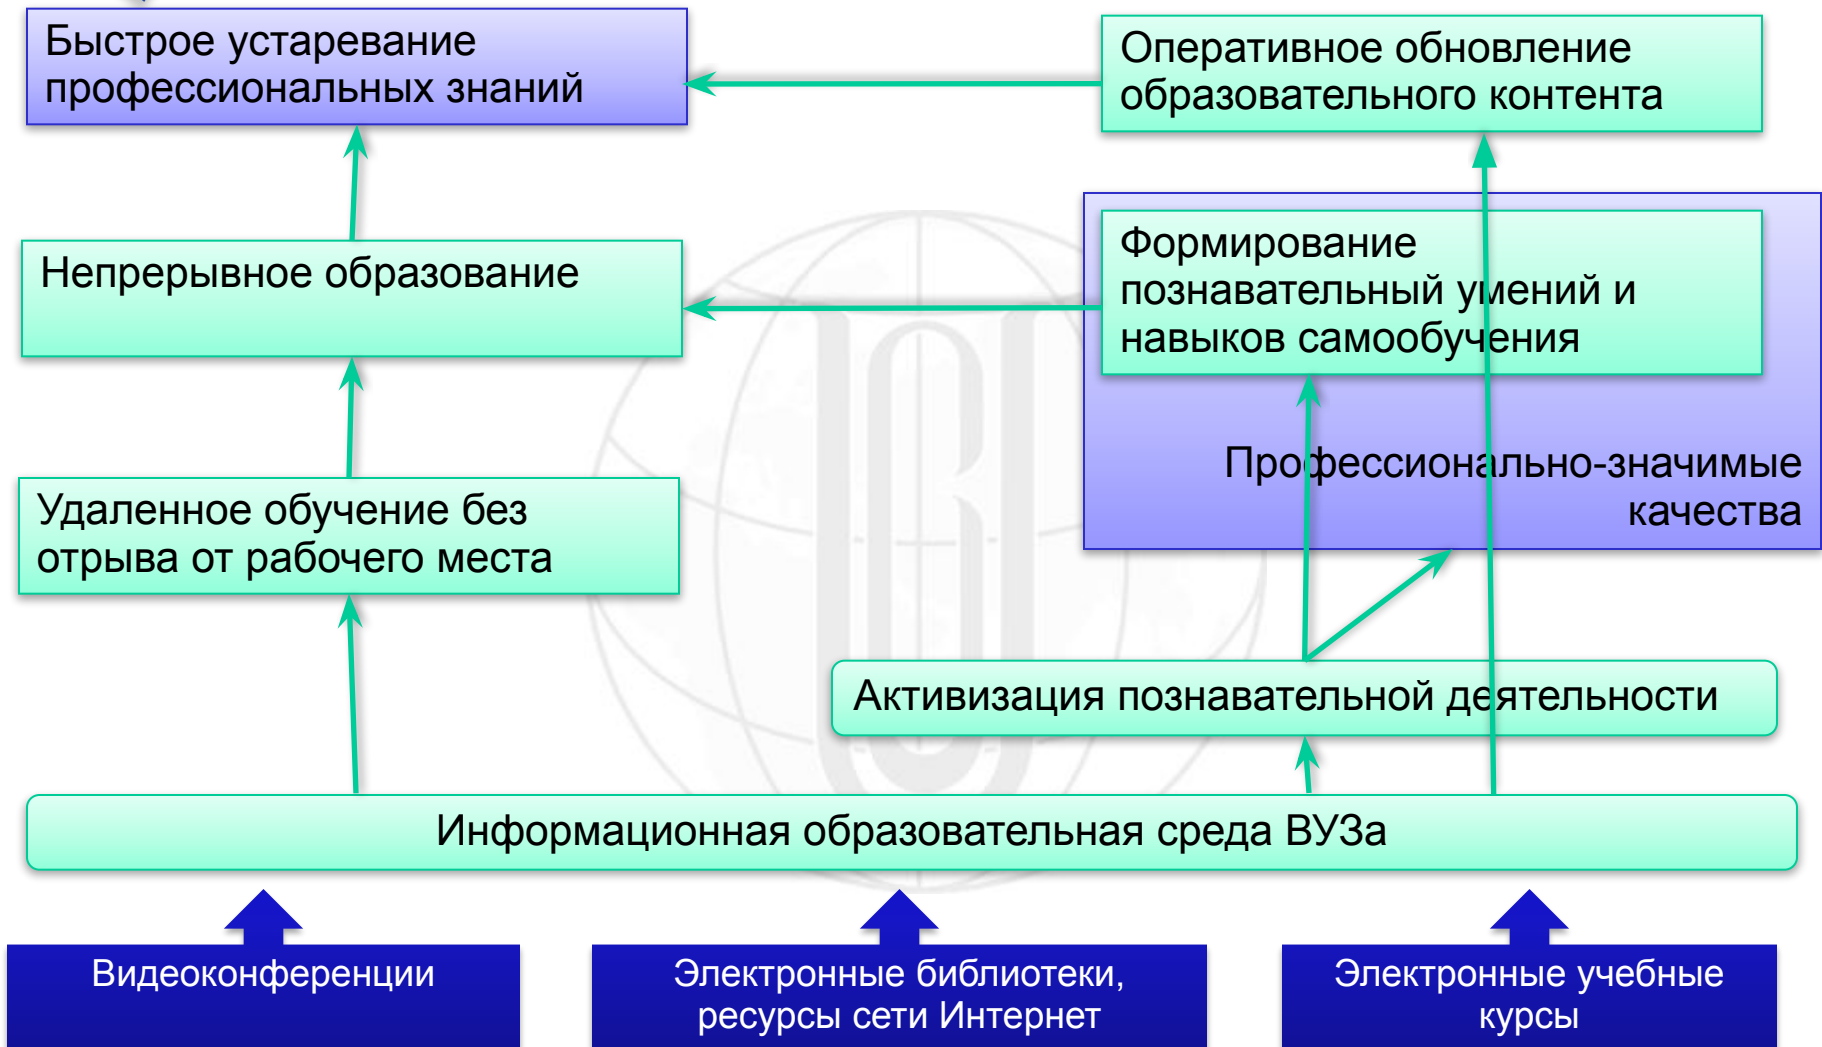 Быстрое устаревание
профессиональных знаний
Оперативное обновление
образовательного контента
Непрерывное образование
Формирование
познавательный умений и
навыков самообучения
Профессионально-значимые
качества
Удаленное обучение без
отрыва от рабочего места
Активизация познавательной деятельности
Информационная образовательная среда ВУЗа
Видеоконференции
Электронные библиотеки,
ресурсы сети Интернет
Электронные учебные
курсы